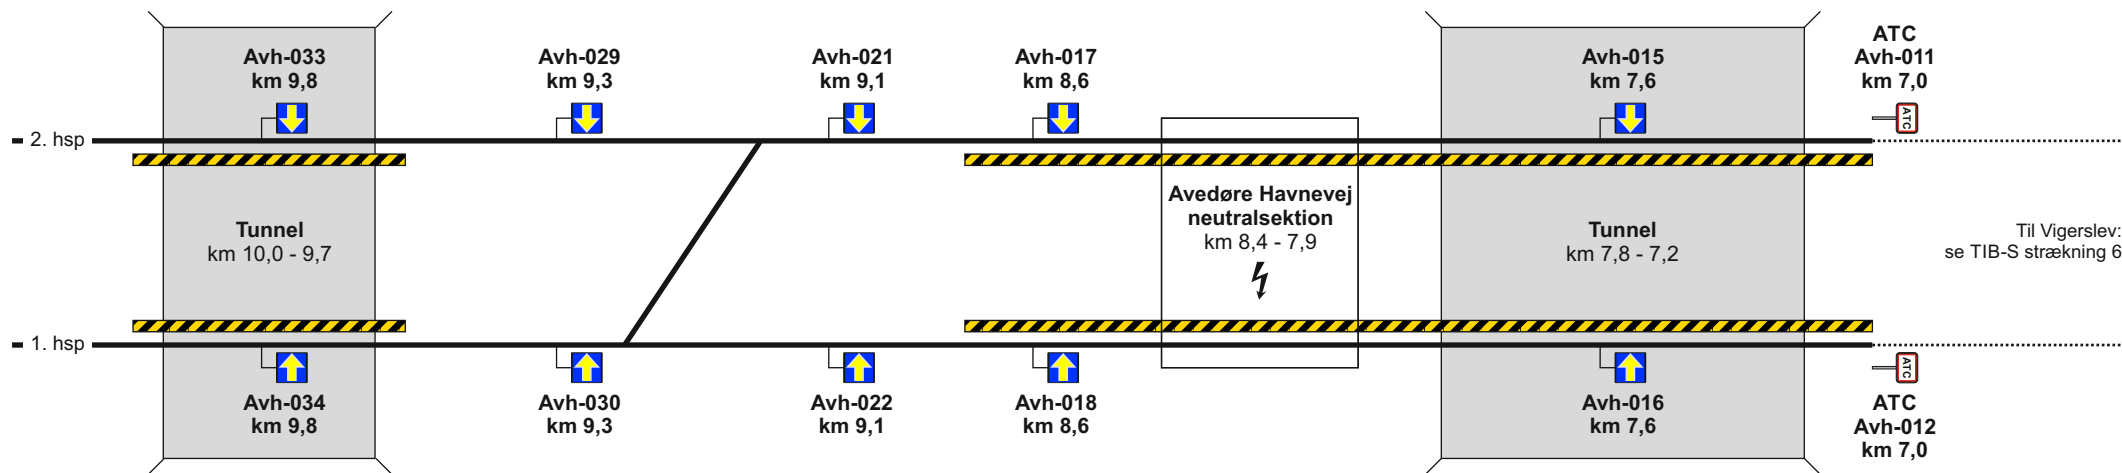 Avh-033
km 9,8
Avh-029
km 9,3
Avh-021
km 9,1
Avh-017
km 8,6
Avh-015
km 7,6
ATC
Avh-011
km 7,0
ATC
2. hsp
Tunnel
km 10,0 - 9,7
Avedøre Havnevej
neutralsektion
km 8,4 - 7,9
Tunnel
km 7,8 - 7,2
Til Vigerslev:
se TIB-S strækning 6
1. hsp
ATC
Avh-034
km 9,8
Avh-030
km 9,3
Avh-022
km 9,1
Avh-018
km 8,6
Avh-016
km 7,6
ATC
Avh-012
km 7,0